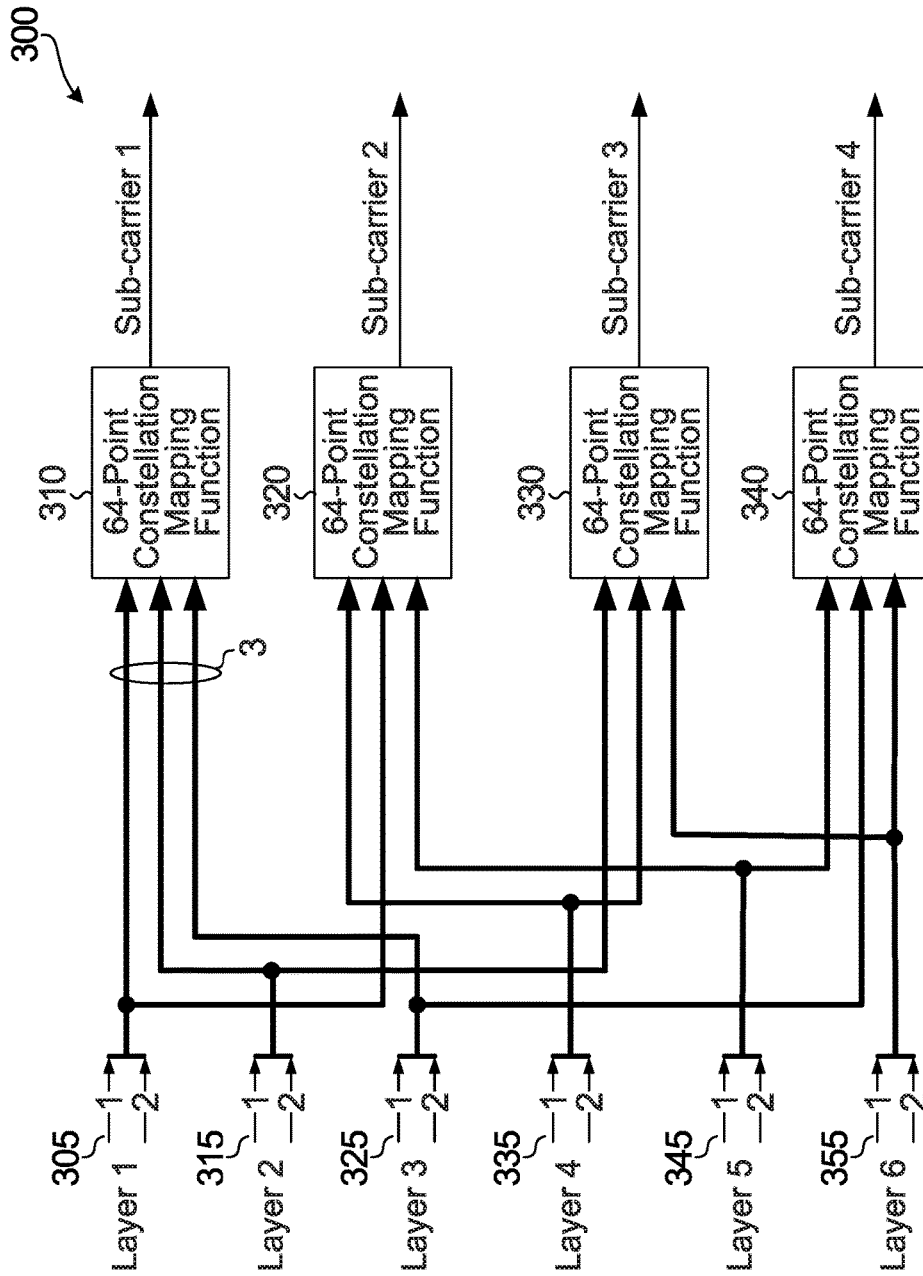 300
305
Layer 1
1
2
315
Layer 2
1
2
325
Layer 3
1
2
335
Layer 4
1
2
345
Layer 5
1
2
355
Layer 6
1
2
3
310
64-Point
Constellation
Mapping
Function
Sub-carrier 1
320
64-Point
Constellation
Mapping
Function
Sub-carrier 2
330
64-Point
Constellation
Mapping
Function
Sub-carrier 3
340
64-Point
Constellation
Mapping
Function
Sub-carrier 4